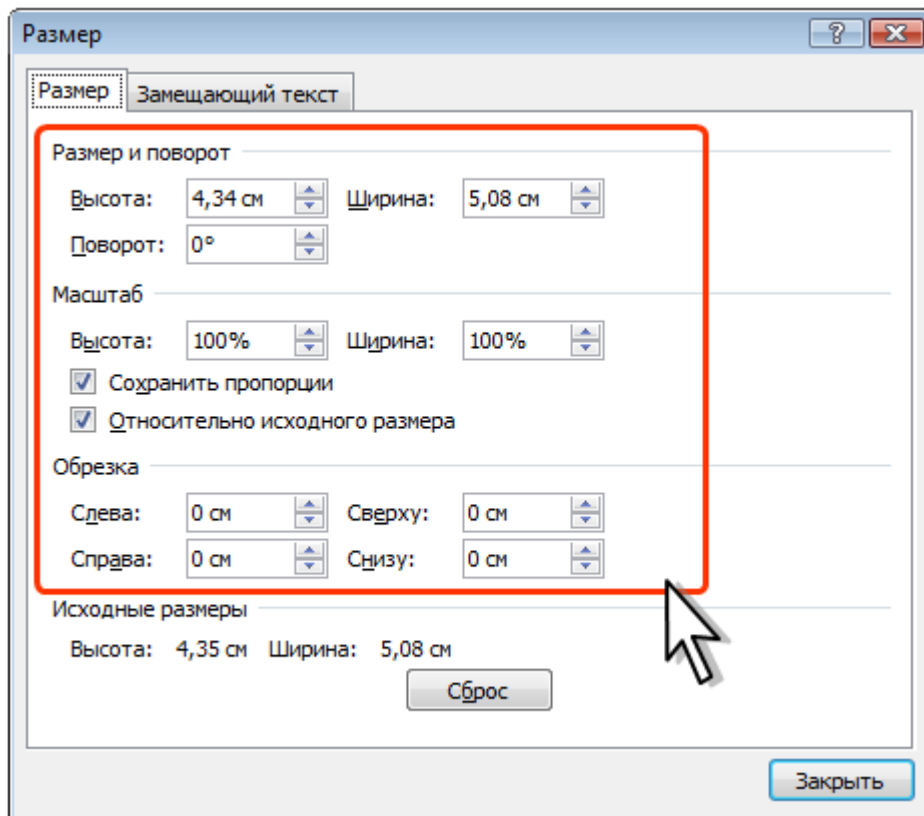 Размер
Размер Замещающий текст
Размер и поворот
Высота: 4,34 см Ширина: 5,08 см
Поворот: 0°
Масштаб
Высота: 100% Ширина: 100%
Сохранить пропорции
Относительно исходного размера
Обрезка
Слева: 0 см Сверху: 0 см
Справа: 0 см Снизу: 0 см
Исходные размеры
Высота: 4,35 см Ширина: 5,08 см
Сброс
Закрыть